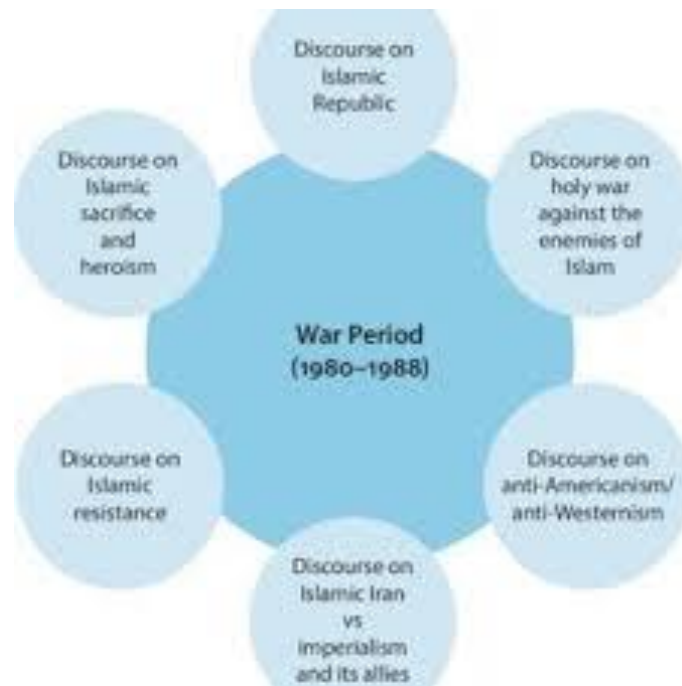 Discourse on
Islamic
Republic
Discourse on
Islamic
sacrifice
and
heroism
Discourse on
holy war
against the
enemies of
Islam
War Period
(1980–1988)
Discourse on
Islamic
resistance
Discourse on
anti-Americanism/
anti-Westernism
Discourse on
Islamic Iran
vs
imperialism
and its allies